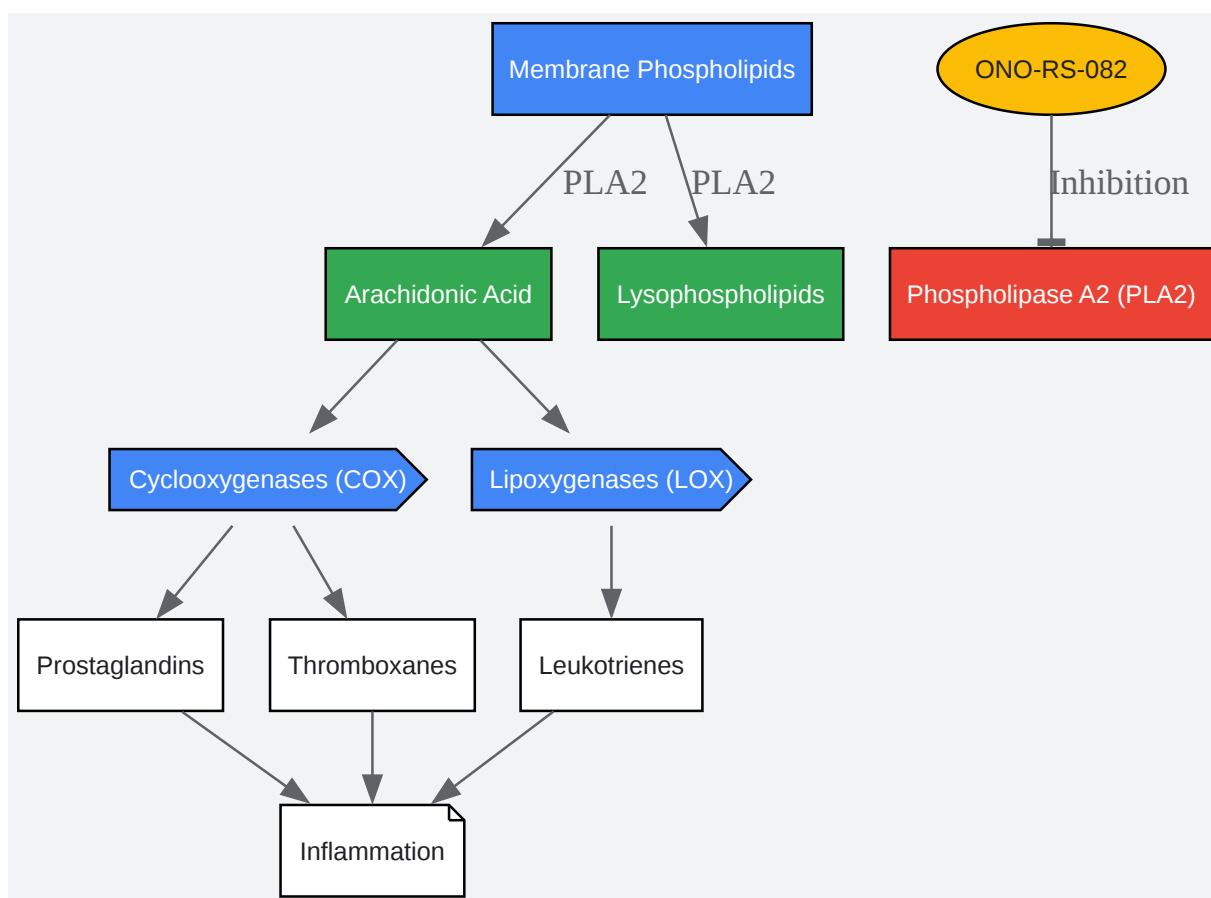 Membrane Phospholipids
ONO-RS-082
PLA2
PLA2
Inhibition
Arachidonic Acid
Lysophospholipids
Phospholipase A2 (PLA2)
Cyclooxygenases (COX)
Lipoxygenases (LOX)
Prostaglandins
Thromboxanes
Leukotrienes
Inflammation